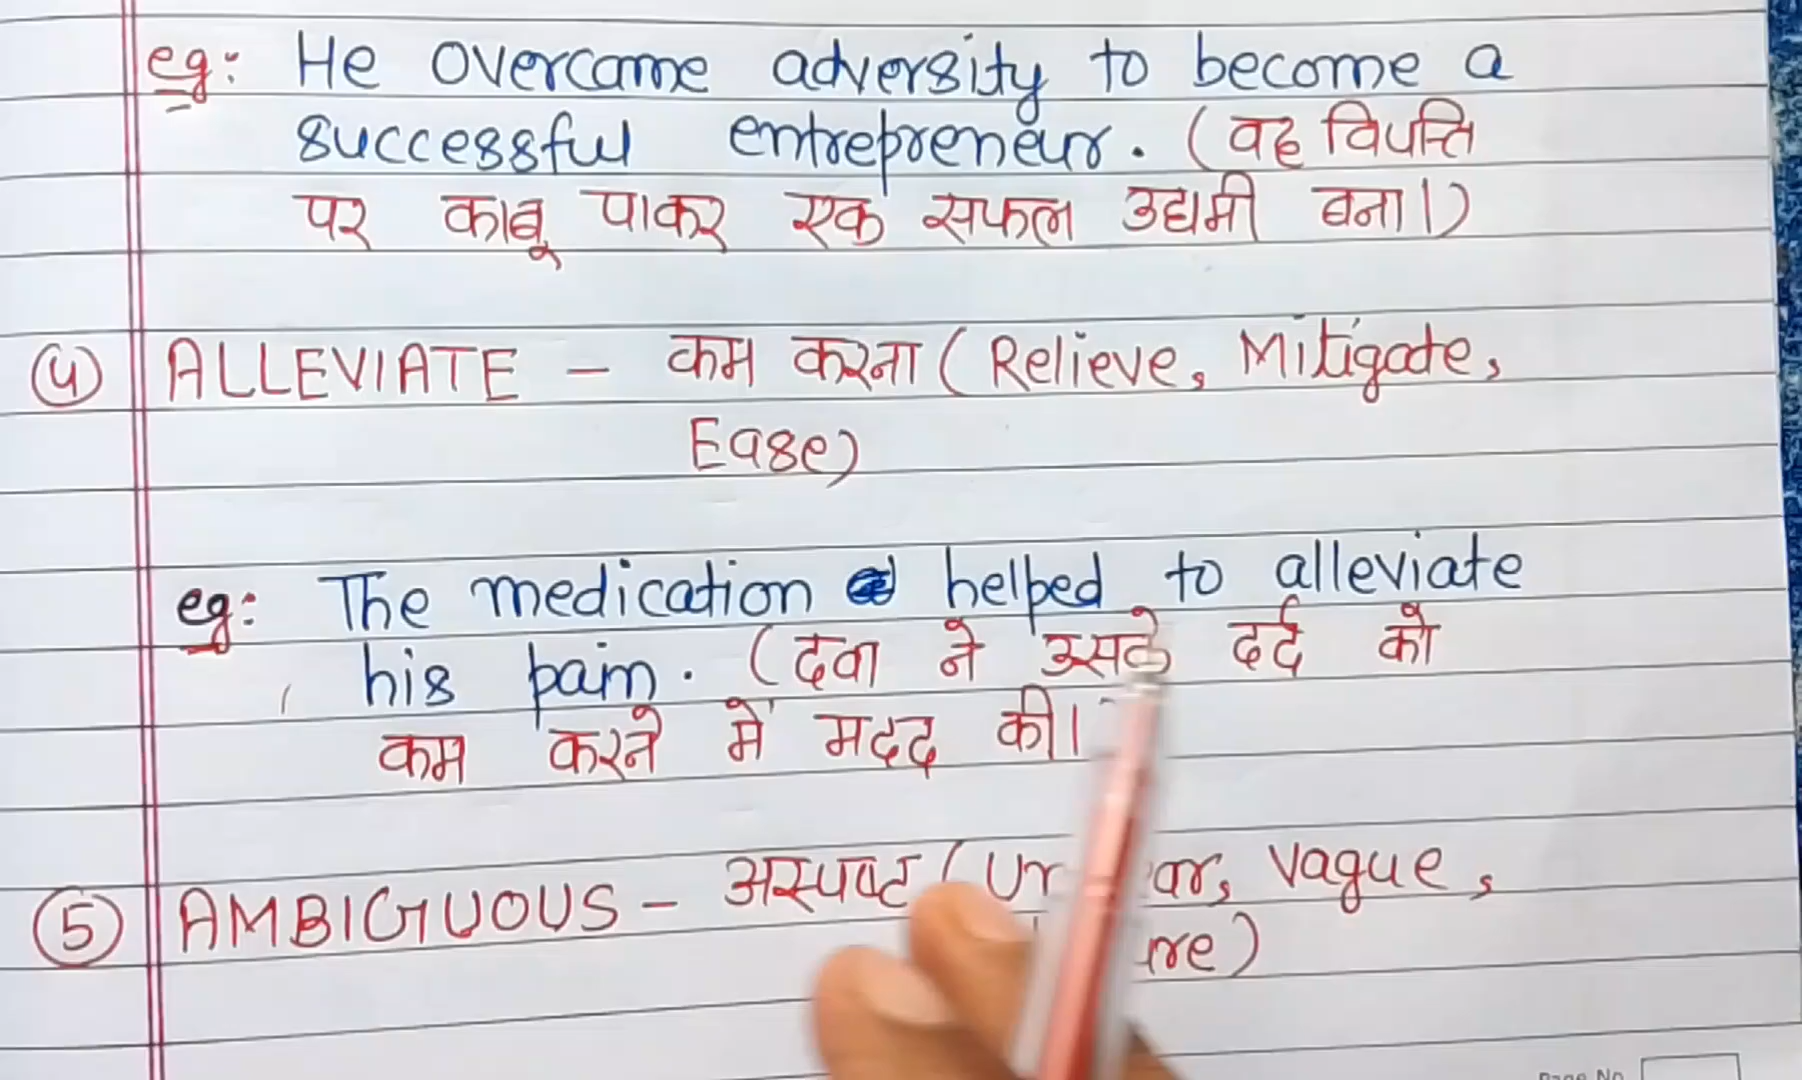 eg: He overcame adversity to become a
successful entrepreneur. (वह विपत्ति
पर काबू पाकर एक सफल उद्यमी बना।)
4 ALLEVIATE - कम करना (Relieve, Mitigate,
Ease)
eg: The medication helped to alleviate
his pain. (दवा ने उसके दर्द को
कम करने में मदद की।
5 AMBIGUOUS - अस्पष्ट ( Vague,
Page No